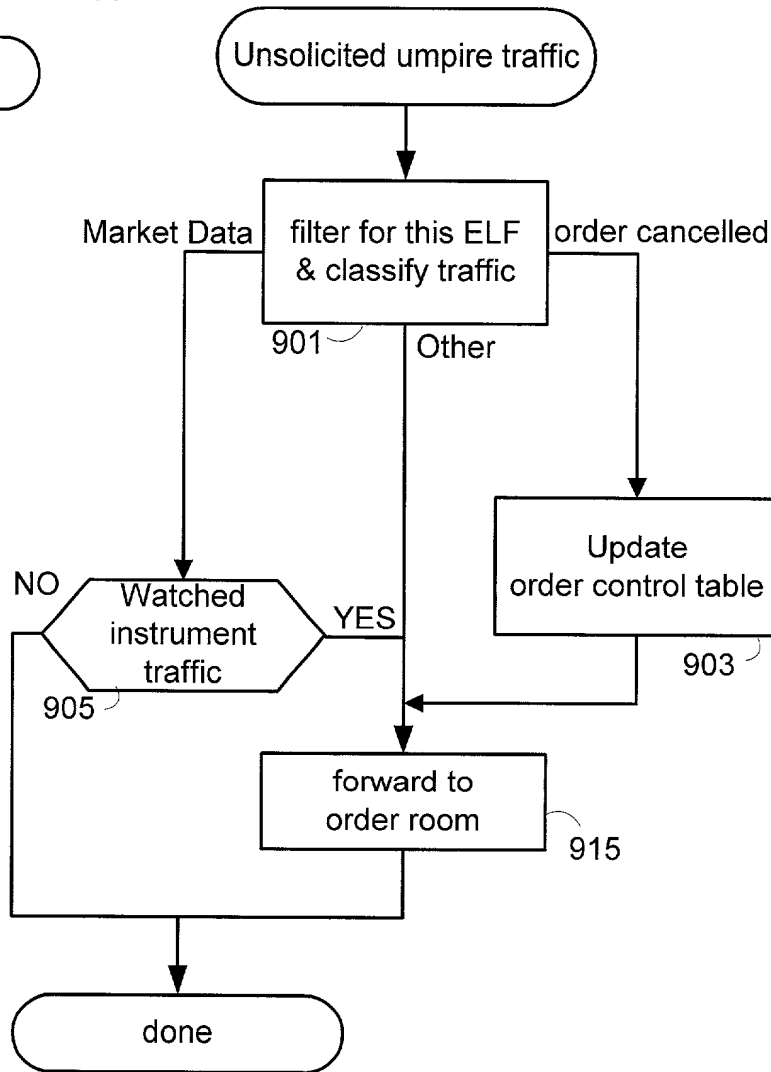 Unsolicited umpire traffic
Market Data
filter for this ELF
& classify traffic
order cancelled
901
Other
Update
order control table
903
NO
Watched
instrument
traffic
YES
905
forward to
order room
915
done